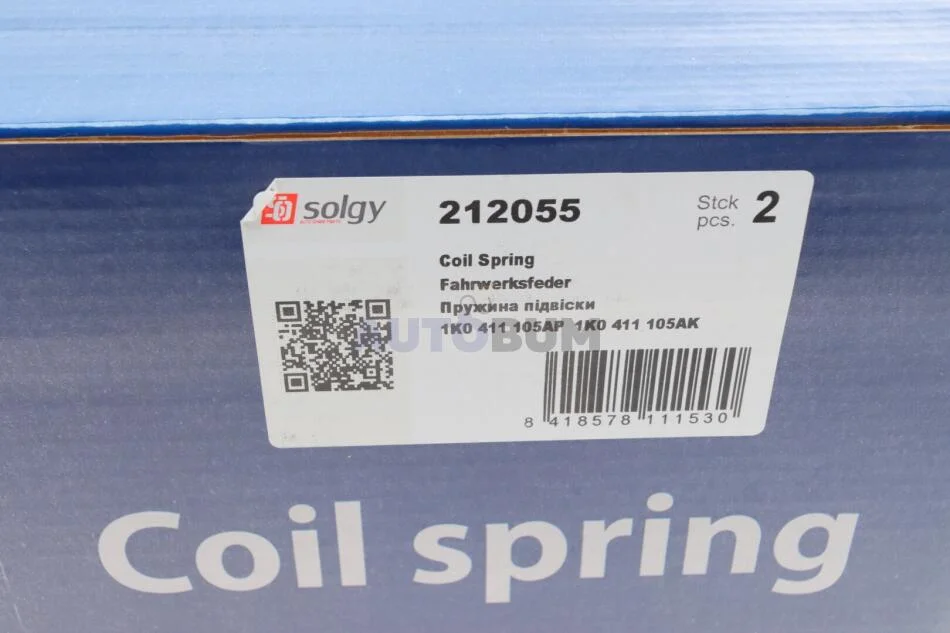 solgy
212055
Stck
pcs.
2
Coil Spring
Fahrwerksfeder
Пружина підвіски
1K0 411 105AP 1K0 411 105AK
AUTOBUM
8 418578 111530
Coil spring